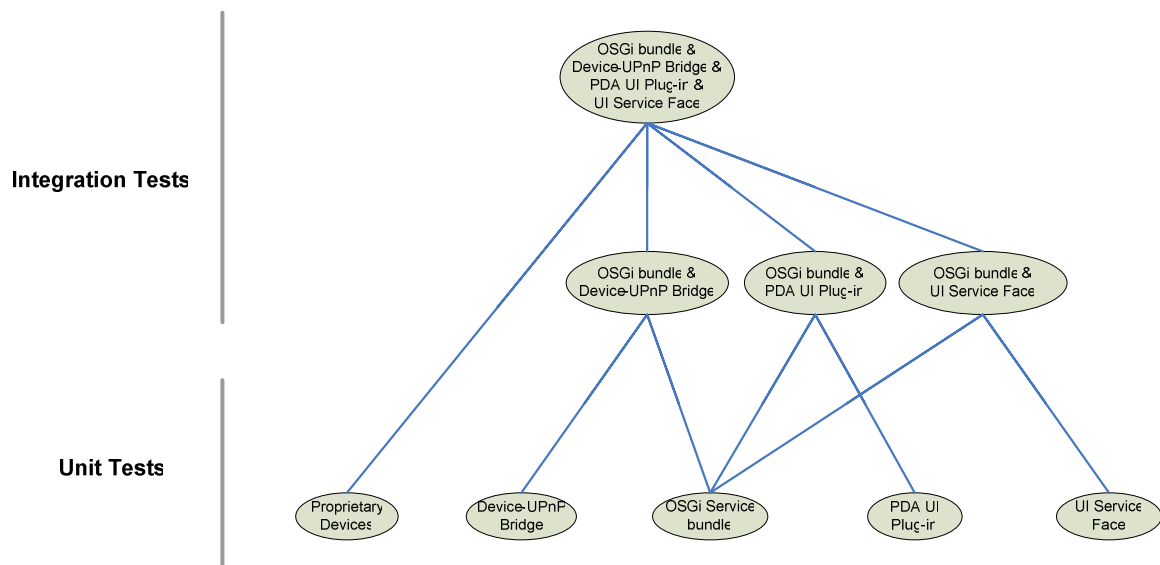 OSGi bundle &
Device-UPnP Bridge &
PDA UI Plug-in &
UI Service Face
Integration Tests
OSGi bundle &
Device-UPnP Bridge
OSGi bundle &
PDA UI Plug-in
OSGi bundle &
UI Service Face
Unit Tests
Proprietary
Devices
Device-UPnP
Bridge
OSGi Service
bundle
PDA UI
Plug-in
UI Service
Face